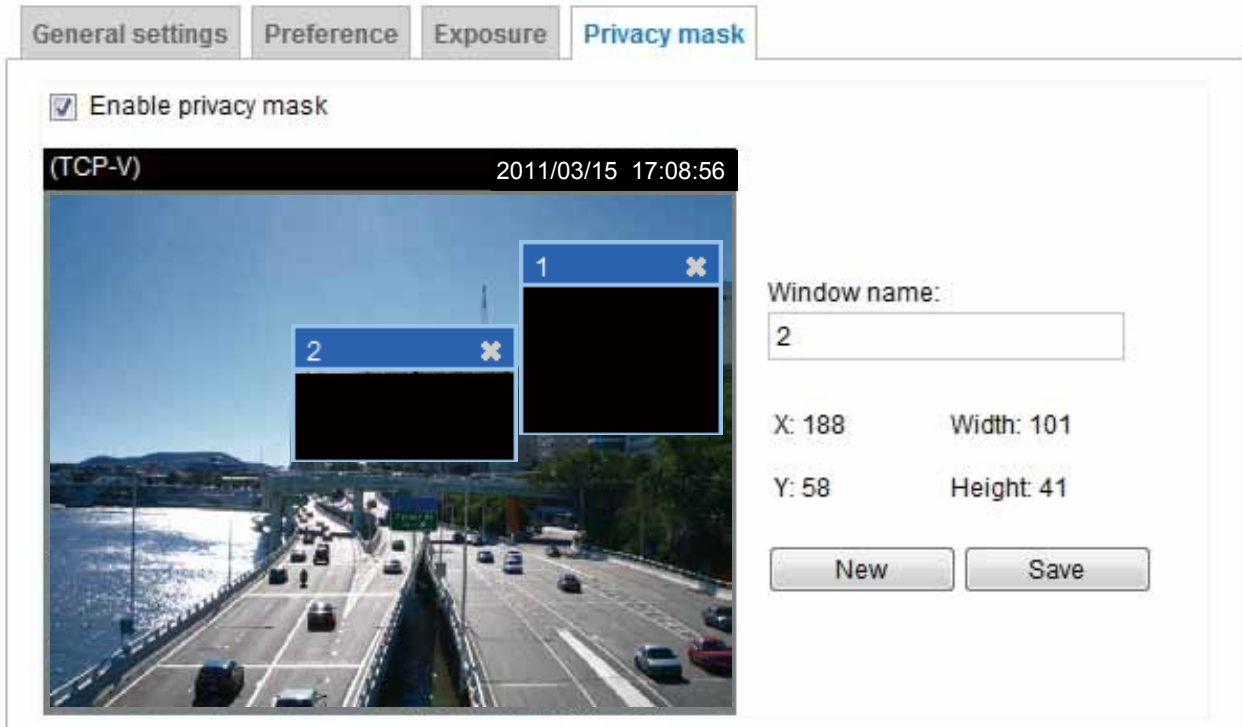 General settings Preference Exposure Privacy mask
Enable privacy mask
(TCP-V) 2011/03/15 17:08:56
1
2
Window name:
2
X: 188 Width: 101
Y: 58 Height: 41
New Save